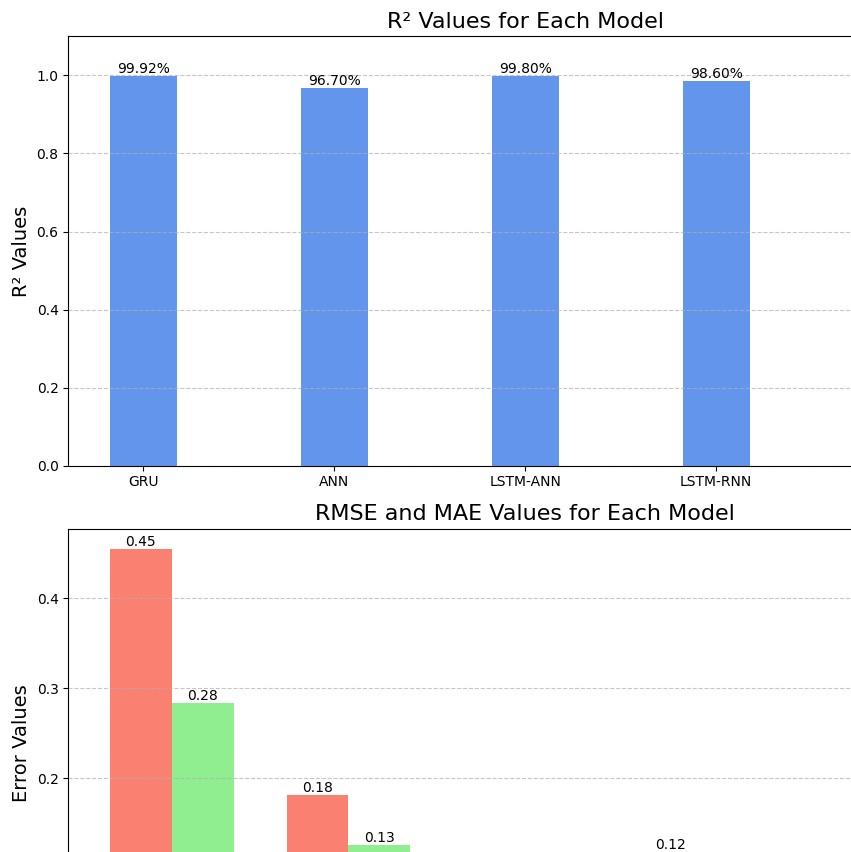 R² Values for Each Model
99.92%
96.70%
99.80%
98.60%
1.0
0.8
0.6
0.4
0.2
0.0
R² Values
GRU
ANN
LSTM-ANN
LSTM-RNN
RMSE and MAE Values for Each Model
0.45
0.28
0.18
0.13
0.12
0.4
0.3
0.2
Error Values